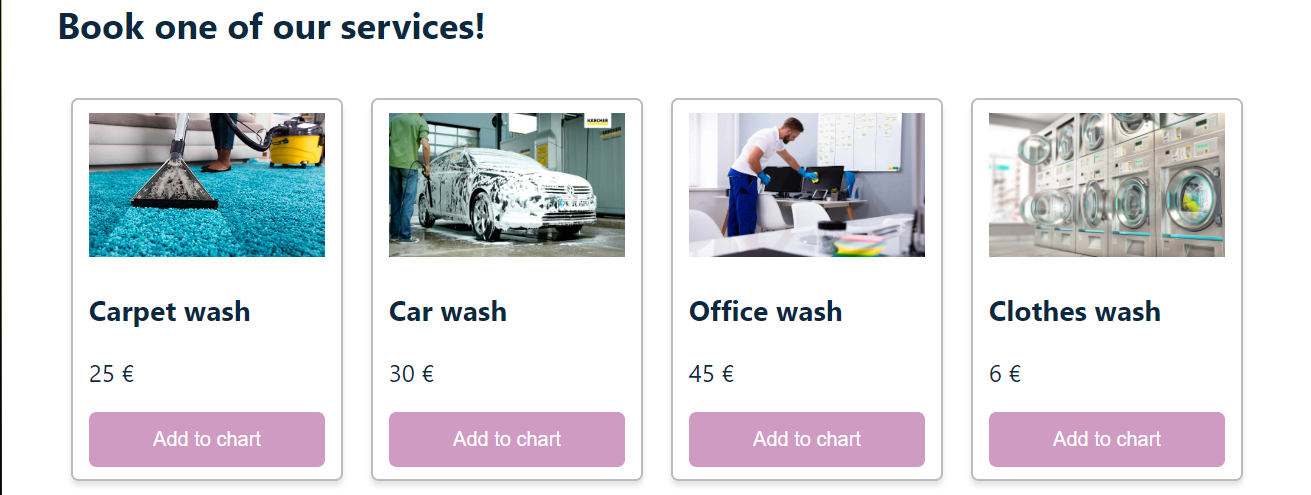 Book one of our services!
KÄRCHER
KÄRCHER
Carpet wash
Car wash
Office wash
Clothes wash
25 €
30 €
45 €
6 €
Add to chart
Add to chart
Add to chart
Add to chart